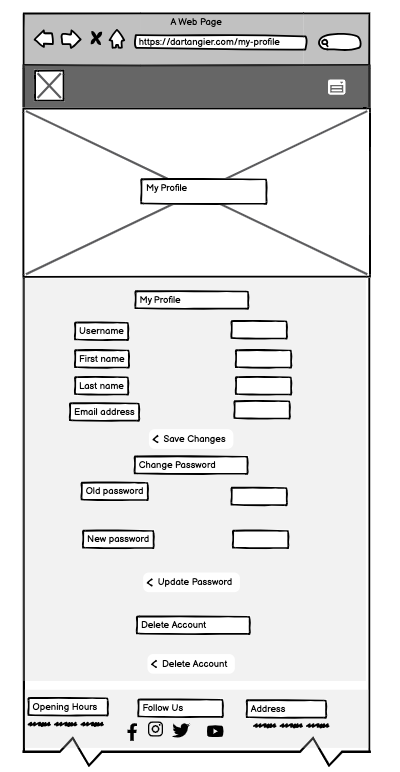 A Web Page
https://dartangier.com/my-profile
My Profile
My Profile
Username
First name
Last name
Email address
Save Changes
Change Password
Old password
New password
Update Password
Delete Account
Delete Account
Opening Hours
Follow Us
Address